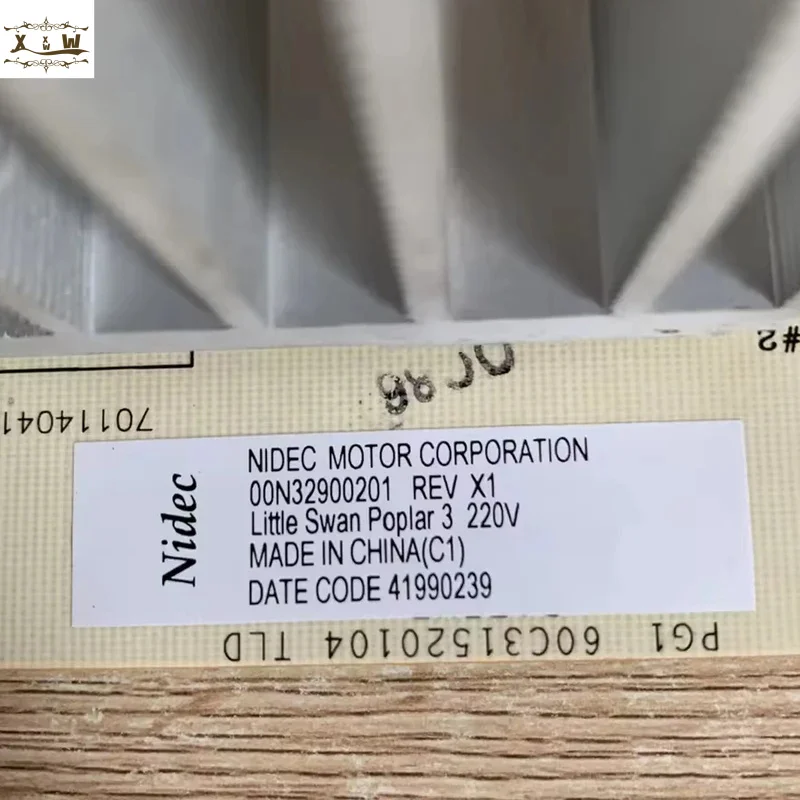 X X W W
#2
70114041
Nidec
NIDEC MOTOR CORPORATION
00N32900201 REV X1
Little Swan Poplar 3 220V
MADE IN CHINA(C1)
DATE CODE 41990239
PG1 60C31520104 TLD